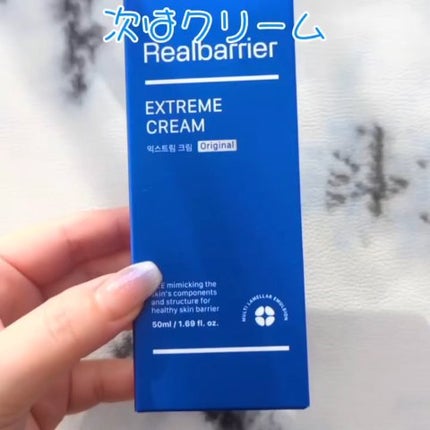 次はクリーム
Realbarrier
EXTREME
CREAM
익스트림 크림 Original
mimicking the
skin's components
and structure for
healthy skin barrier
50ml / 1.69 fl. oz.
MULTI LAMELLAR EMULSION